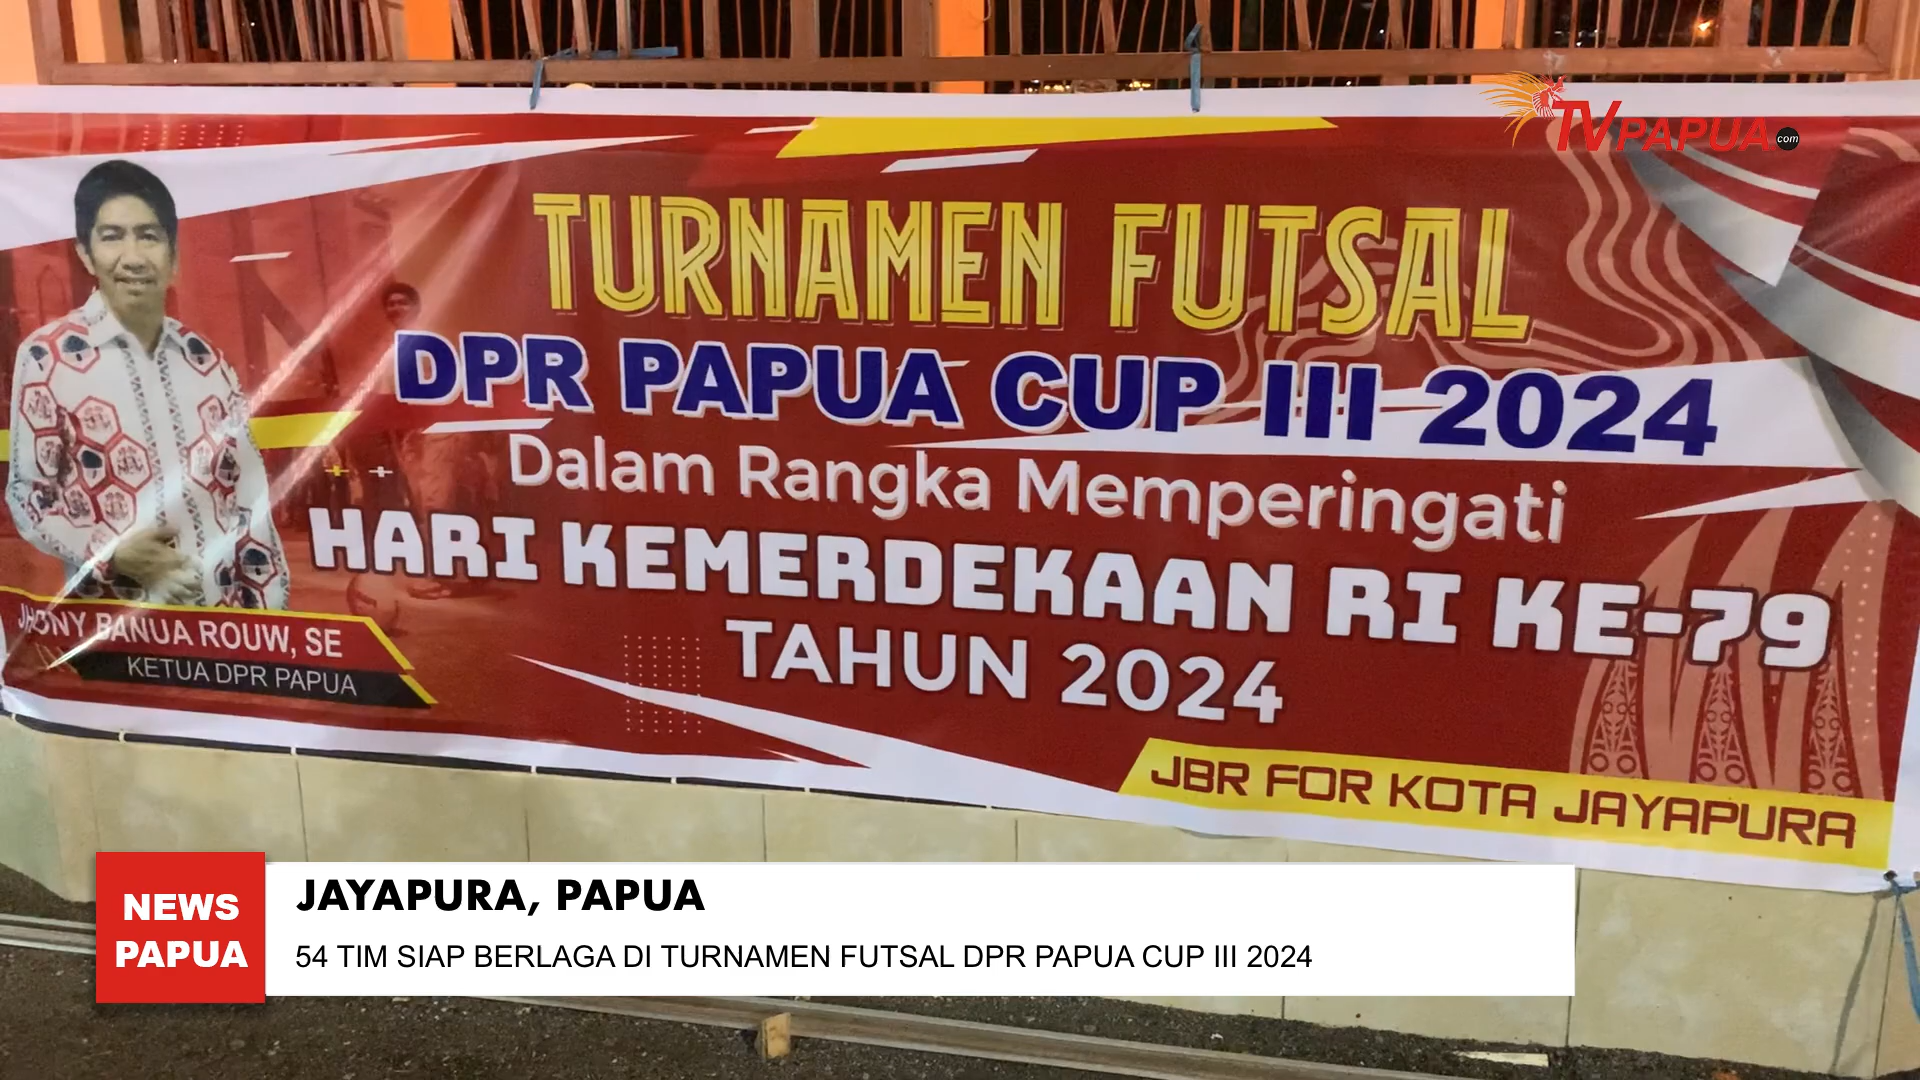 TVPAPUA.com
TURNAMEN FUTSAL
DPR PAPUA CUP III 2024
Dalam Rangka Memperingati
HARI KEMERDEKAAN RI KE-79
TAHUN 2024
JHONY BANUA ROUW, SE
KETUA DPR PAPUA
JBR FOR KOTA JAYAPURA
NEWS
PAPUA
JAYAPURA, PAPUA
54 TIM SIAP BERLAGA DI TURNAMEN FUTSAL DPR PAPUA CUP III 2024